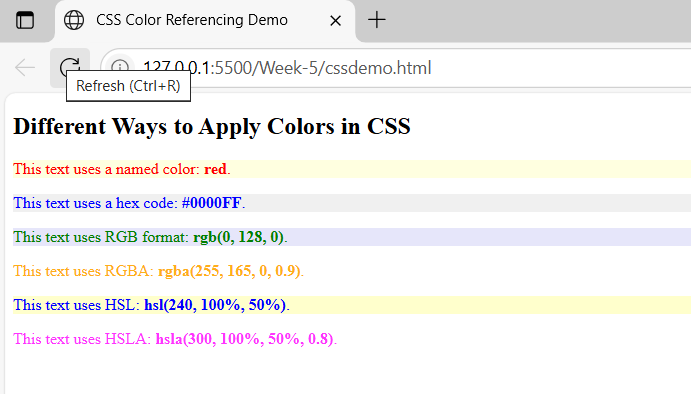 CSS Color Referencing Demo
127.0.0.1:5500/Week-5/cssdemo.html
Refresh (Ctrl+R)
Different Ways to Apply Colors in CSS
This text uses a named color: red.
This text uses a hex code: #0000FF.
This text uses RGB format: rgb(0, 128, 0).
This text uses RGBA: rgba(255, 165, 0, 0.9).
This text uses HSL: hsl(240, 100%, 50%).
This text uses HSLA: hsla(300, 100%, 50%, 0.8).